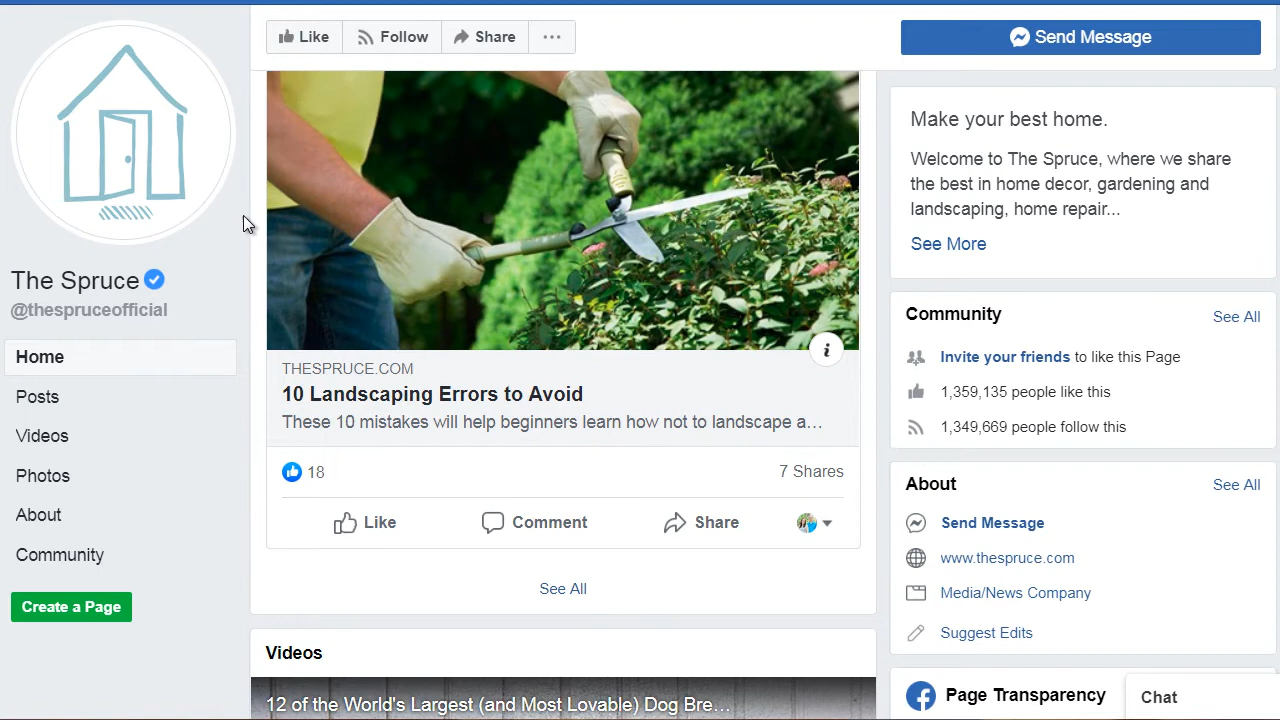 Like
Follow
Share
Send Message
The Spruce
@thespruceofficial
Home
Posts
Videos
Photos
About
Community
Create a Page
THESPRUCE.COM
10 Landscaping Errors to Avoid
These 10 mistakes will help beginners learn how not to landscape a...
18
7 Shares
Like
Comment
Share
See All
Videos
12 of the World's Largest (and Most Lovable) Dog Bre...
Make your best home.
Welcome to The Spruce, where we share
the best in home decor, gardening and
landscaping, home repair...
See More
Community
See All
Invite your friends to like this Page
1,359,135 people like this
1,349,669 people follow this
About
See All
Send Message
www.thespruce.com
Media/News Company
Suggest Edits
Page Transparency
Chat